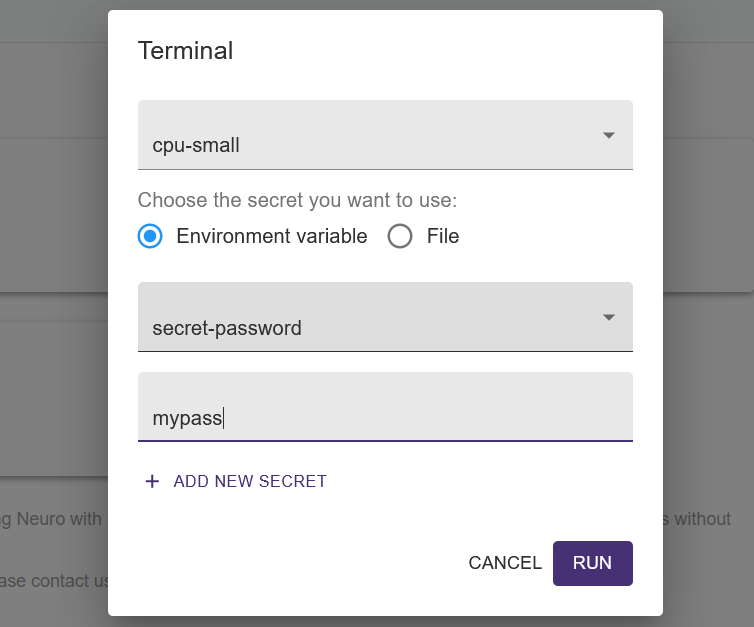 Terminal
cpu-small
Choose the secret you want to use:
Environment variable File
secret-password
mypass
+ ADD NEW SECRET
g Neuro with s without
ase contact us
CANCEL RUN